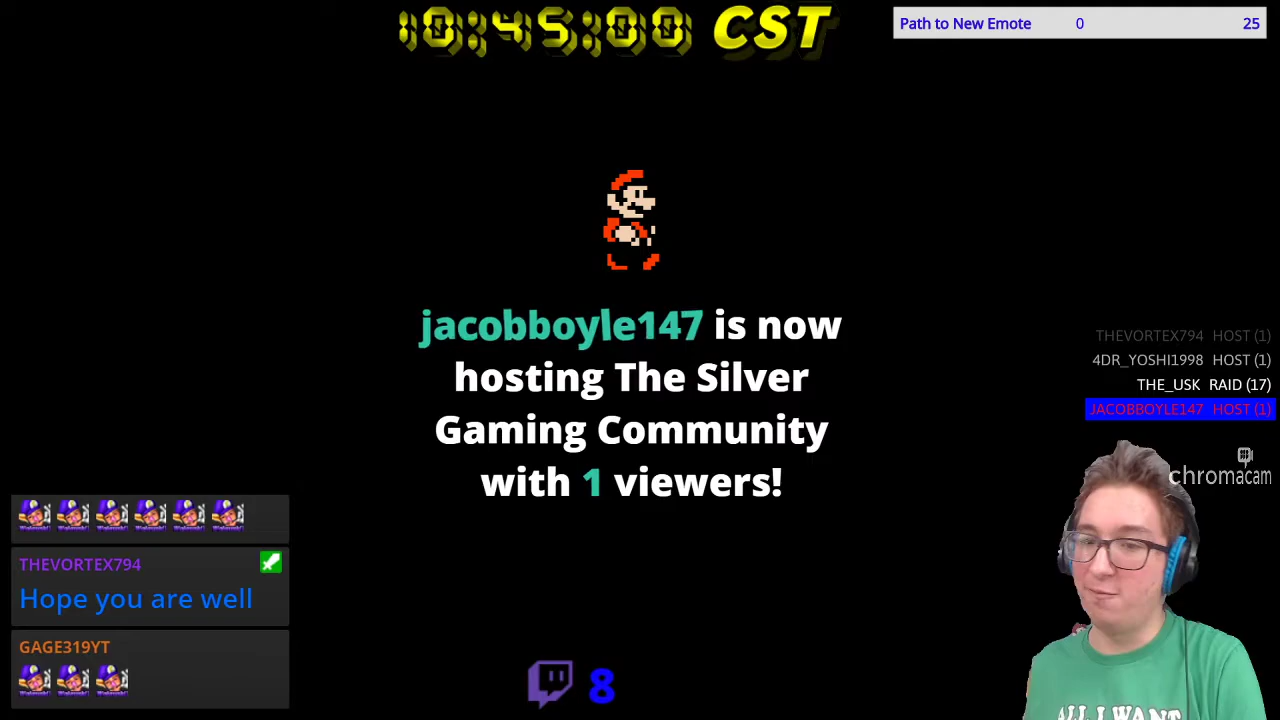 10:45:00 CST
Path to New Emote 0 25
jacobboyle147 is now
hosting The Silver
Gaming Community
with 1 viewers!
THEVORTEX794 HOST (1)
4DR_YOSHI1998 HOST (1)
THE_USK RAID (17)
JACOBBOYLE147 HOST (1)
chromacam
THEVORTEX794
Hope you are well
GAGE319YT
8
ALL I WANT